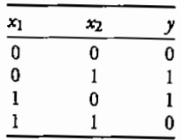 x₁ x₂ y
0 0 0
0 1 1
1 0 1
1 1 0